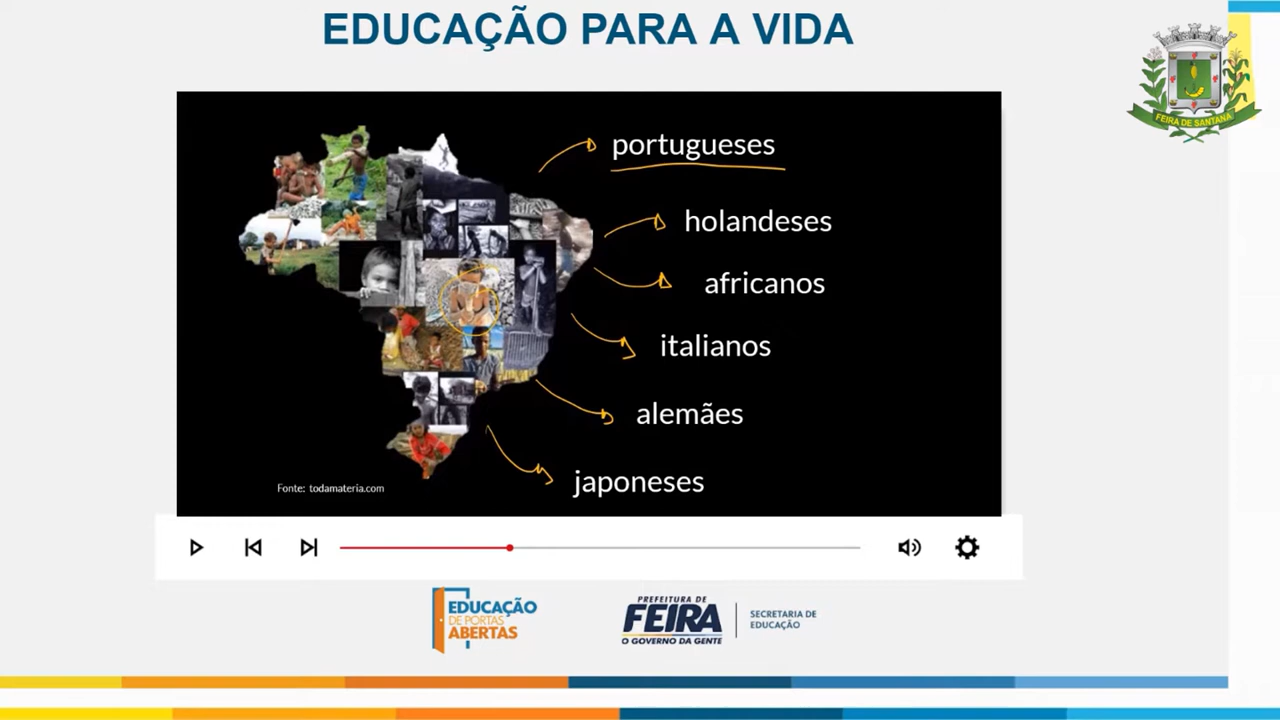 EDUCAÇÃO PARA A VIDA
FEIRA DE SANTANA
portugueses
holandeses
africanos
italianos
alemães
japoneses
Fonte: todamateria.com
EDUCAÇÃO
DE PORTAS
ABERTAS
PREFEITURA DE
FEIRA
O GOVERNO DA GENTE
SECRETARIA DE
EDUCAÇÃO